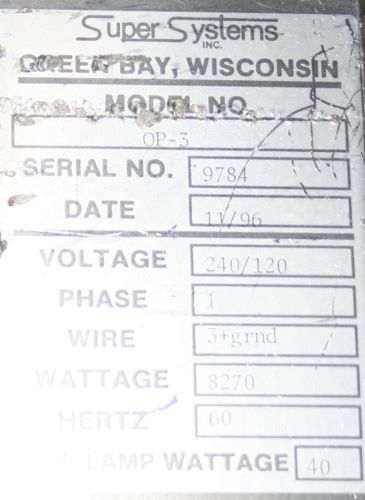 Super Systems
INC.
GREEN BAY, WISCONSIN
MODEL NO.
OP-3
SERIAL NO. 9784
DATE 11/96
VOLTAGE 240/120
PHASE 1
WIRE 3+grnd
WATTAGE 8270
HERTZ 60
LAMP WATTAGE 40